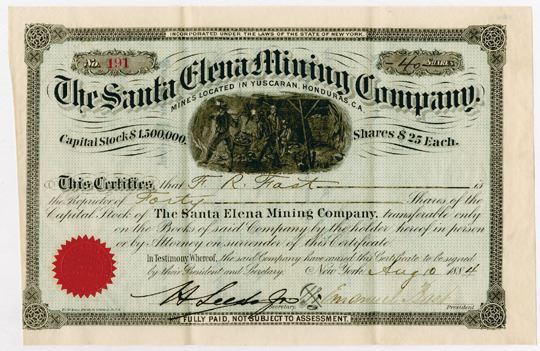 INCORPORATED UNDER THE LAWS OF THE STATE OF NEW YORK.
No. 191
40 SHARES
The Santa Elena Mining Company.
MINES LOCATED IN YUSCARAN, HONDURAS, C.A.
Capital Stock $1,500,000.
Shares $25 Each.
This Certifies, that F. R. Fast is
the Proprietor of Forty Shares of the
Capital Stock of The Santa Elena Mining Company, transferable only
on the Books of said Company by the holder hereof in person
or by Attorney on surrender of this Certificate.
In Testimony Whereof, the said Company have caused this Certificate to be signed
by their President and Secretary. New York Aug 10 1884
Secretary
Emanuel
President
FULLY PAID, NOT SUBJECT TO ASSESSMENT.